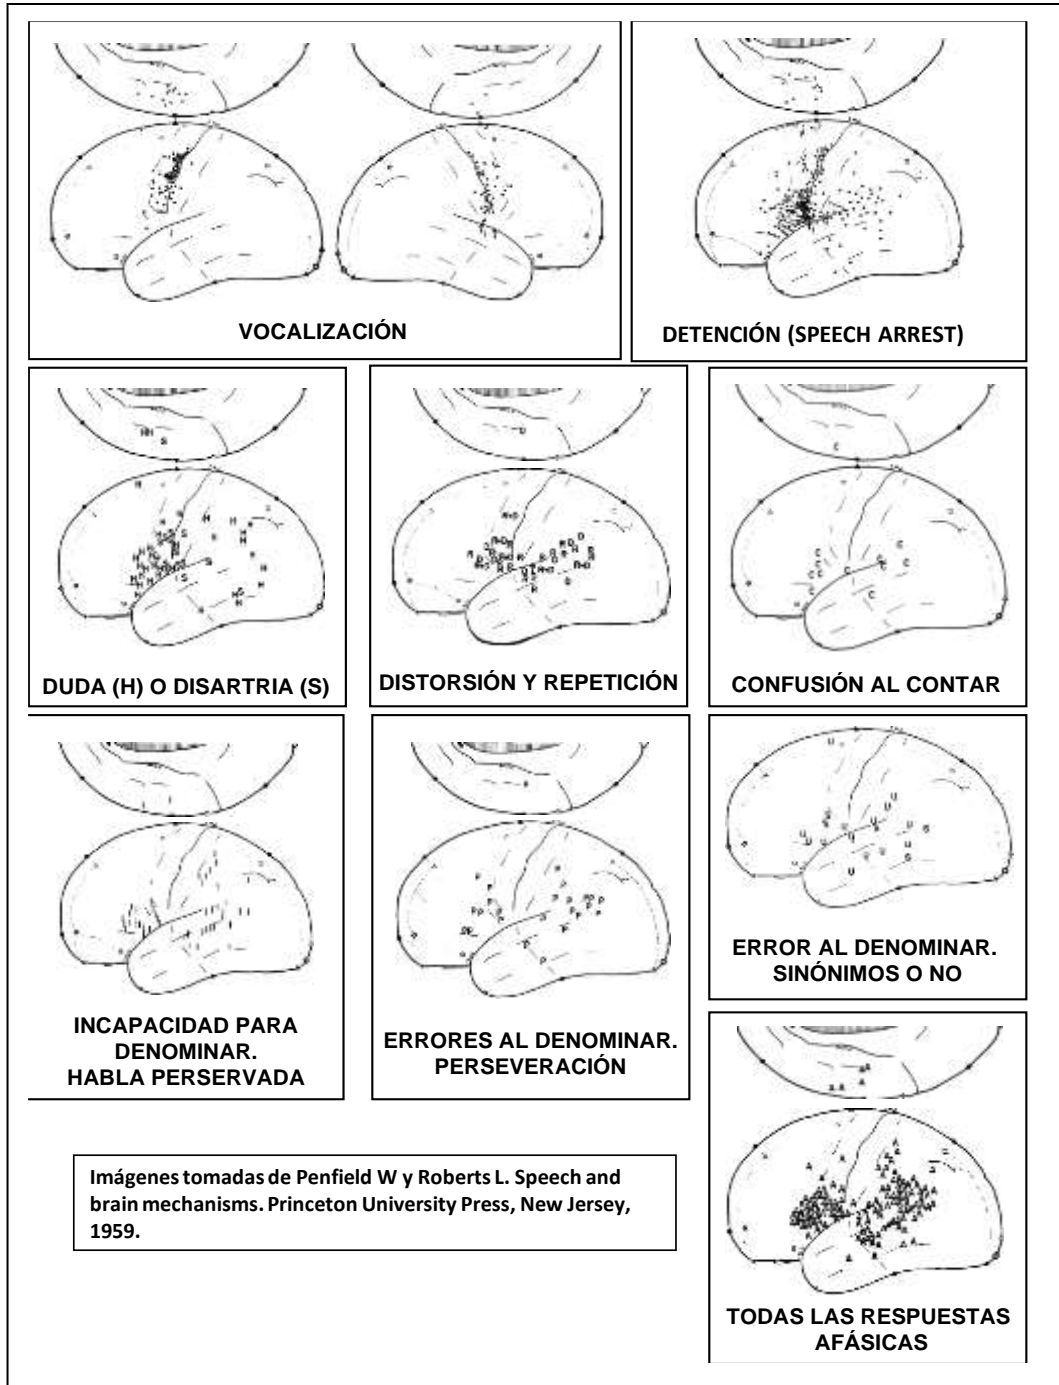 VOCALIZACIÓN
DETENCIÓN (SPEECH ARREST)
DUDA (H) O DISARTRIA (S)
DISTORSIÓN Y REPETICIÓN
CONFUSIÓN AL CONTAR
INCAPACIDAD PARA
DENOMINAR.
HABLA PERSERVADA
ERRORES AL DENOMINAR.
PERSEVERACIÓN
ERROR AL DENOMINAR.
SINÓNIMOS O NO
TODAS LAS RESPUESTAS
AFÁSICAS
Imágenes tomadas de Penfield W y Roberts L. Speech and
brain mechanisms. Princeton University Press, New Jersey,
1959.